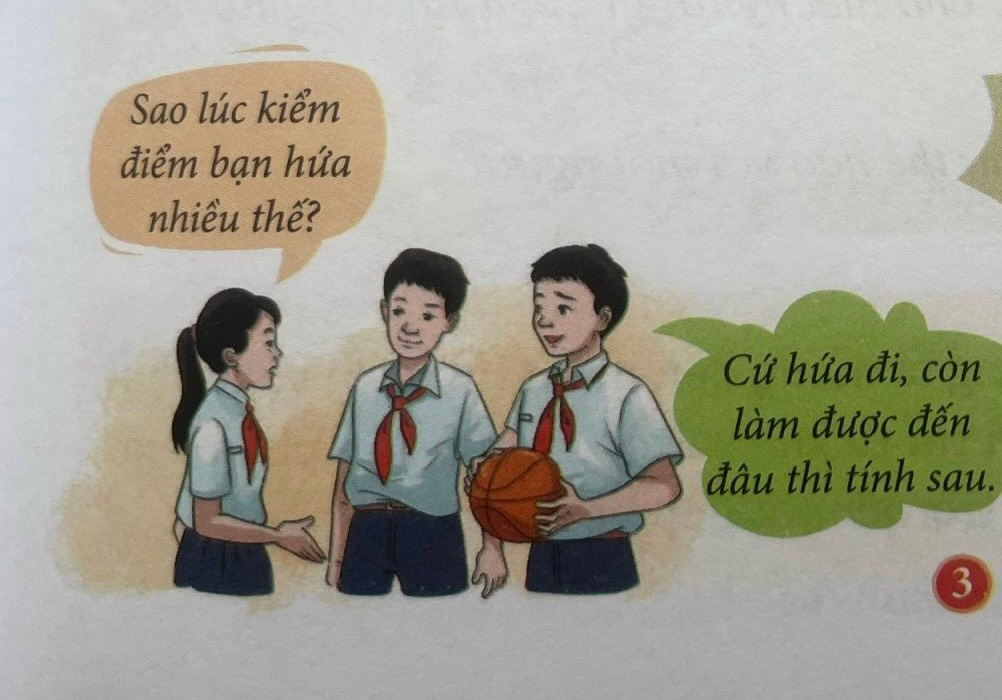 Sao lúc kiểm
điểm bạn hứa
nhiều thế?
Cứ hứa đi, còn
làm được đến
đâu thì tính sau.
3